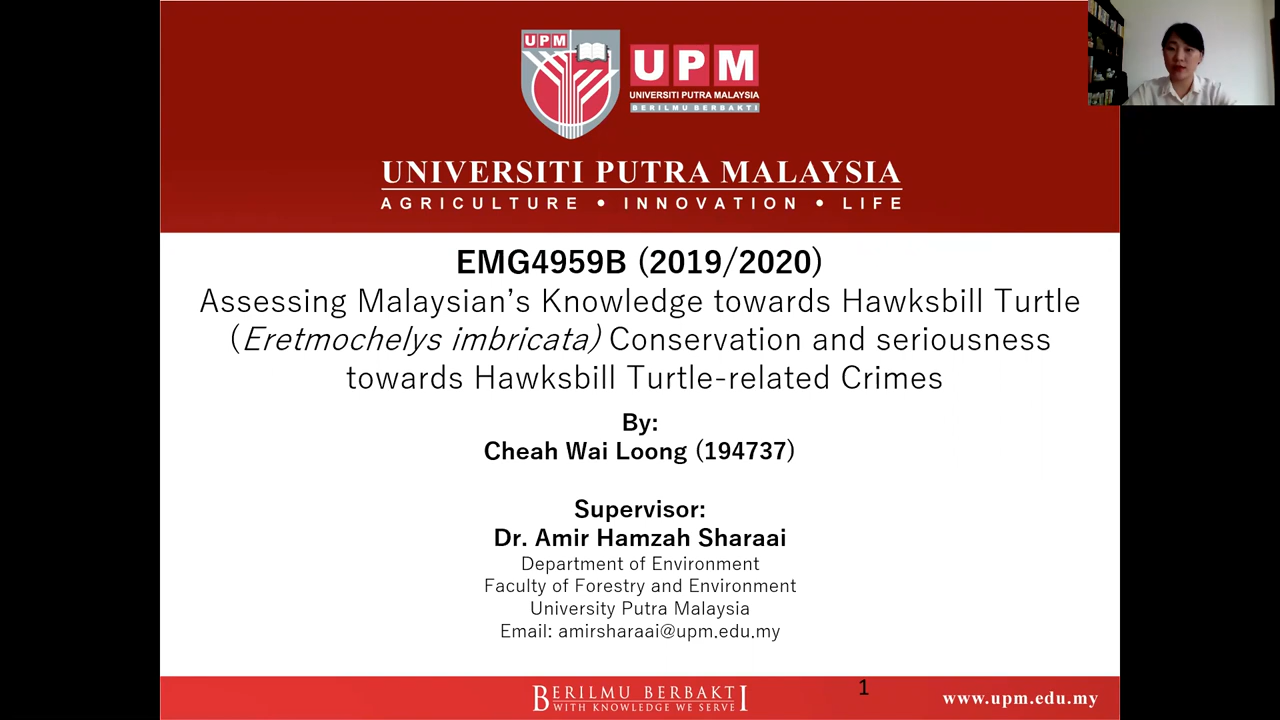 UPM
UPM
UNIVERSITI PUTRA MALAYSIA
BERILMU BERBAKTI
UNIVERSITI PUTRA MALAYSIA
AGRICULTURE • INNOVATION • LIFE
EMG4959B (2019/2020)
Assessing Malaysian’s Knowledge towards Hawksbill Turtle
(Eretmochelys imbricata) Conservation and seriousness
towards Hawksbill Turtle-related Crimes
By:
Cheah Wai Loong (194737)
Supervisor:
Dr. Amir Hamzah Sharaai
Department of Environment
Faculty of Forestry and Environment
University Putra Malaysia
Email: amirsharaai@upm.edu.my
BERILMU BERBAKTI
WITH KNOWLEDGE WE SERVE
1
www.upm.edu.my